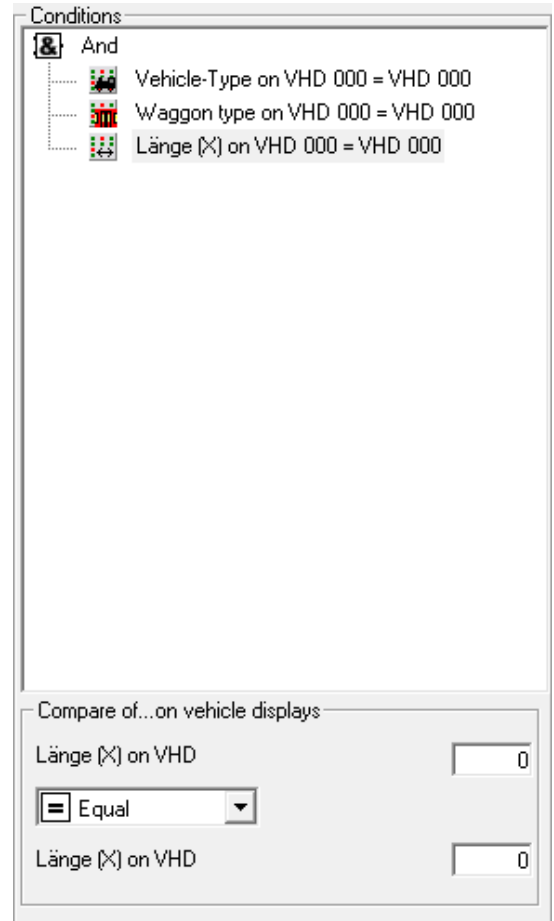 Conditions
& And
Vehicle-Type on VHD 000 = VHD 000
Waggon type on VHD 000 = VHD 000
Länge (X) on VHD 000 = VHD 000
Compare of...on vehicle displays
Länge (X) on VHD 0
= Equal
Länge (X) on VHD 0